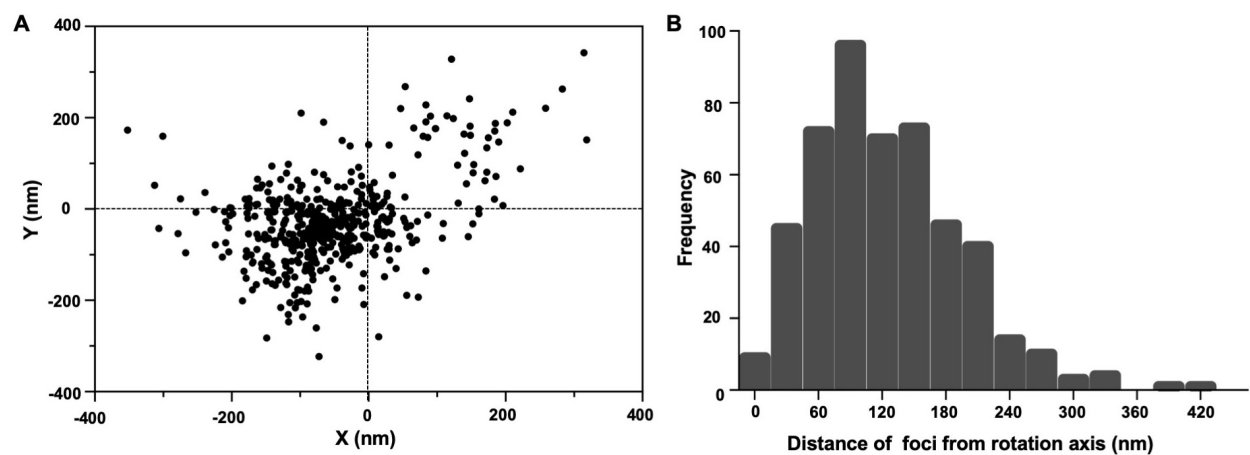 A
400
200
0
-200
-400
Y (nm)
-400 -200 0 200 400
X (nm)
B
100
80
60
40
20
0
Frequency
0 60 120 180 240 300 360 420
Distance of foci from rotation axis (nm)